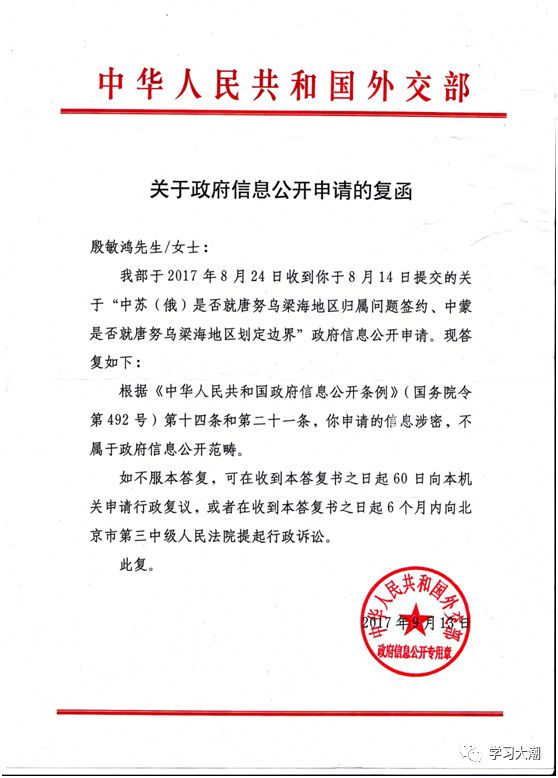 中华人民共和国外交部
关于政府信息公开申请的复函
殷敏鸿先生/女士：
我部于2017年8月24日收到你于8月14日提交的关
于“中苏（俄）是否就唐努乌梁海地区归属问题签约、中蒙
是否就唐努乌梁海地区划定边界”政府信息公开申请。现答
复如下：
根据《中华人民共和国政府信息公开条例》（国务院令
第492号）第十四条和第二十一条，你申请的信息涉密，不
属于政府信息公开范畴。
如不服本答复，可在收到本答复书之日起60日向本机
关申请行政复议，或者在收到本答复书之日起6个月内向北
京市第三中级人民法院提起行政诉讼。
此复。
中华人民共和国外交部
2017年9月13日
政府信息公开专用章
学习大潮